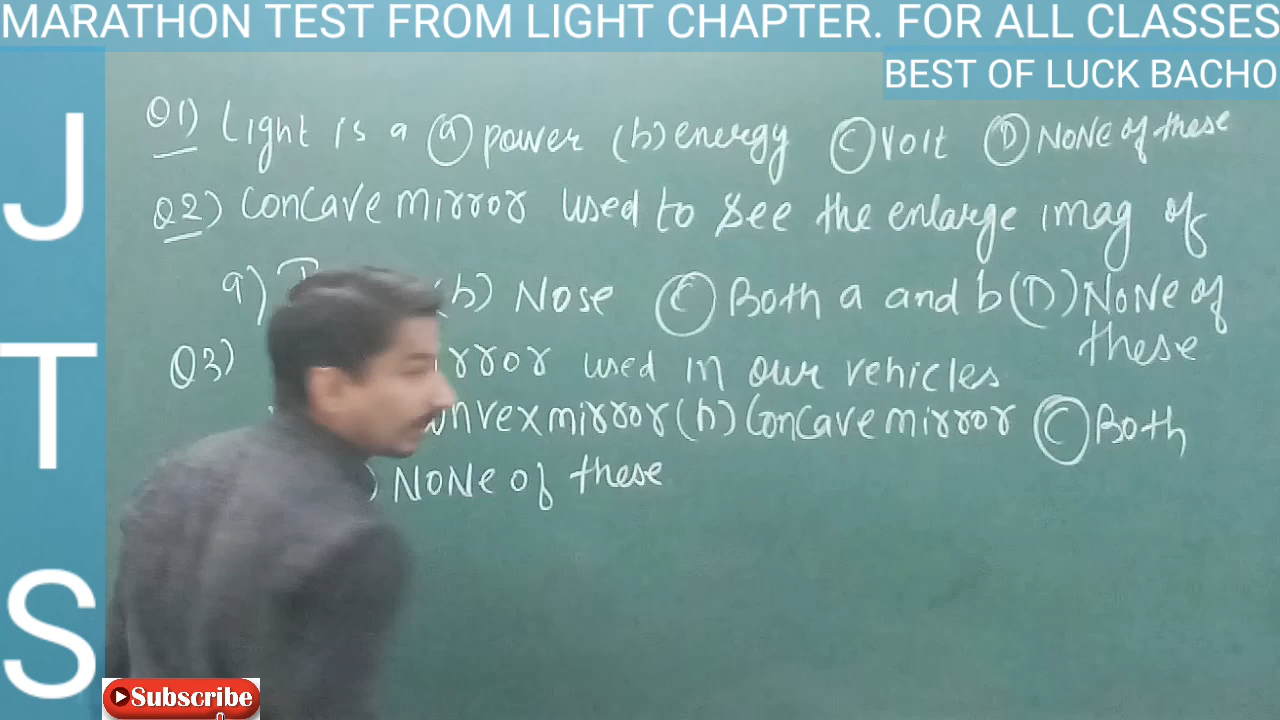 MARATHON TEST FROM LIGHT CHAPTER. FOR ALL CLASSES
BEST OF LUCK BACHO
J
T
S
Q1) Light is a (a) power (b) energy (C) Volt (D) NONE of these
Q2) Concave mirror used to see the enlarge imag of
a) (b) Nose (C) Both a and b (D) NONE of
these
Q3) rror used in our vehicles
nvex mirror (b) Concave mirror (C) Both
) NONE of these
Subscribe